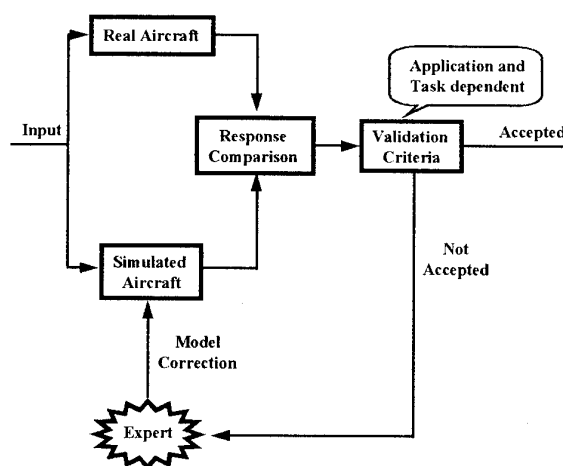 Real Aircraft
Application and
Task dependent
Input
Response
Comparison
Validation
Criteria
Accepted
Simulated
Aircraft
Not
Accepted
Model
Correction
Expert